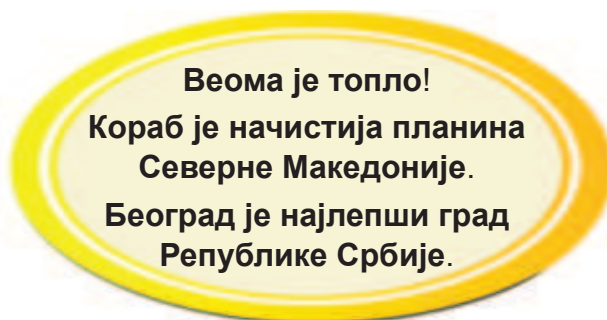 Веома је топло!
Кораб је начистија планина
Северне Македоније.
Београд је најлепши град
Републике Србије.